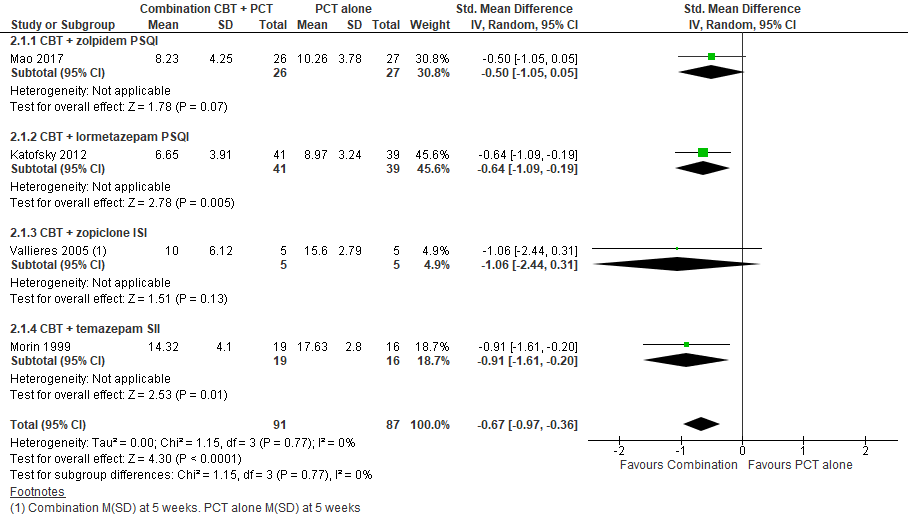 Combination CBT + PCT PCT alone Std. Mean Difference Std. Mean Difference
Study or Subgroup Mean SD Total Mean SD Total Weight IV, Random, 95% CI IV, Random, 95% CI
2.1.1 CBT + zolpidem PSQI
Mao 2017 8.23 4.25 26 10.26 3.78 27 30.8% -0.50 [-1.05, 0.05]
Subtotal (95% CI) 26 27 30.8% -0.50 [-1.05, 0.05]
Heterogeneity: Not applicable
Test for overall effect: Z = 1.78 (P = 0.07)
2.1.2 CBT + lormetazepam PSQI
Katofsky 2012 6.65 3.91 41 8.97 3.24 39 45.6% -0.64 [-1.09, -0.19]
Subtotal (95% CI) 41 39 45.6% -0.64 [-1.09, -0.19]
Heterogeneity: Not applicable
Test for overall effect: Z = 2.78 (P = 0.005)
2.1.3 CBT + zopiclone ISI
Vallieres 2005 (1) 10 6.12 5 15.6 2.79 5 4.9% -1.06 [-2.44, 0.31]
Subtotal (95% CI) 5 5 4.9% -1.06 [-2.44, 0.31]
Heterogeneity: Not applicable
Test for overall effect: Z = 1.51 (P = 0.13)
2.1.4 CBT + temazepam SII
Morin 1999 14.32 4.1 19 17.63 2.8 16 18.7% -0.91 [-1.61, -0.20]
Subtotal (95% CI) 19 16 18.7% -0.91 [-1.61, -0.20]
Heterogeneity: Not applicable
Test for overall effect: Z = 2.53 (P = 0.01)
Total (95% CI) 91 87 100.0% -0.67 [-0.97, -0.36]
Heterogeneity: Tau² = 0.00; Chi² = 1.15, df = 3 (P = 0.77); I² = 0%
Test for overall effect: Z = 4.30 (P < 0.0001)
Test for subgroup differences: Chi² = 1.15, df = 3 (P = 0.77), I² = 0%
-2 -1 0 1 2
Favours Combination Favours PCT alone
Footnotes
(1) Combination M(SD) at 5 weeks. PCT alone M(SD) at 5 weeks